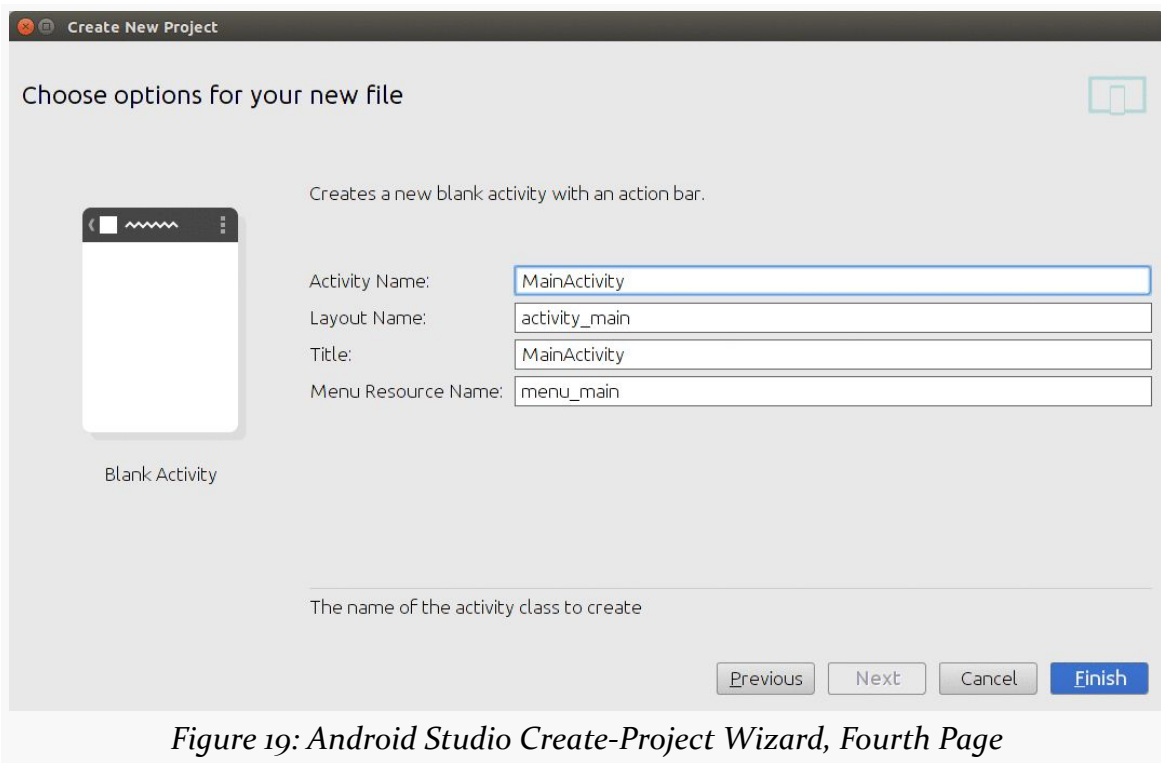 Create New Project
Choose options for your new file
Creates a new blank activity with an action bar.
Activity Name: MainActivity
Layout Name: activity_main
Title: MainActivity
Menu Resource Name: menu_main
Blank Activity
The name of the activity class to create
Previous Next Cancel Finish
Figure 19: Android Studio Create-Project Wizard, Fourth Page